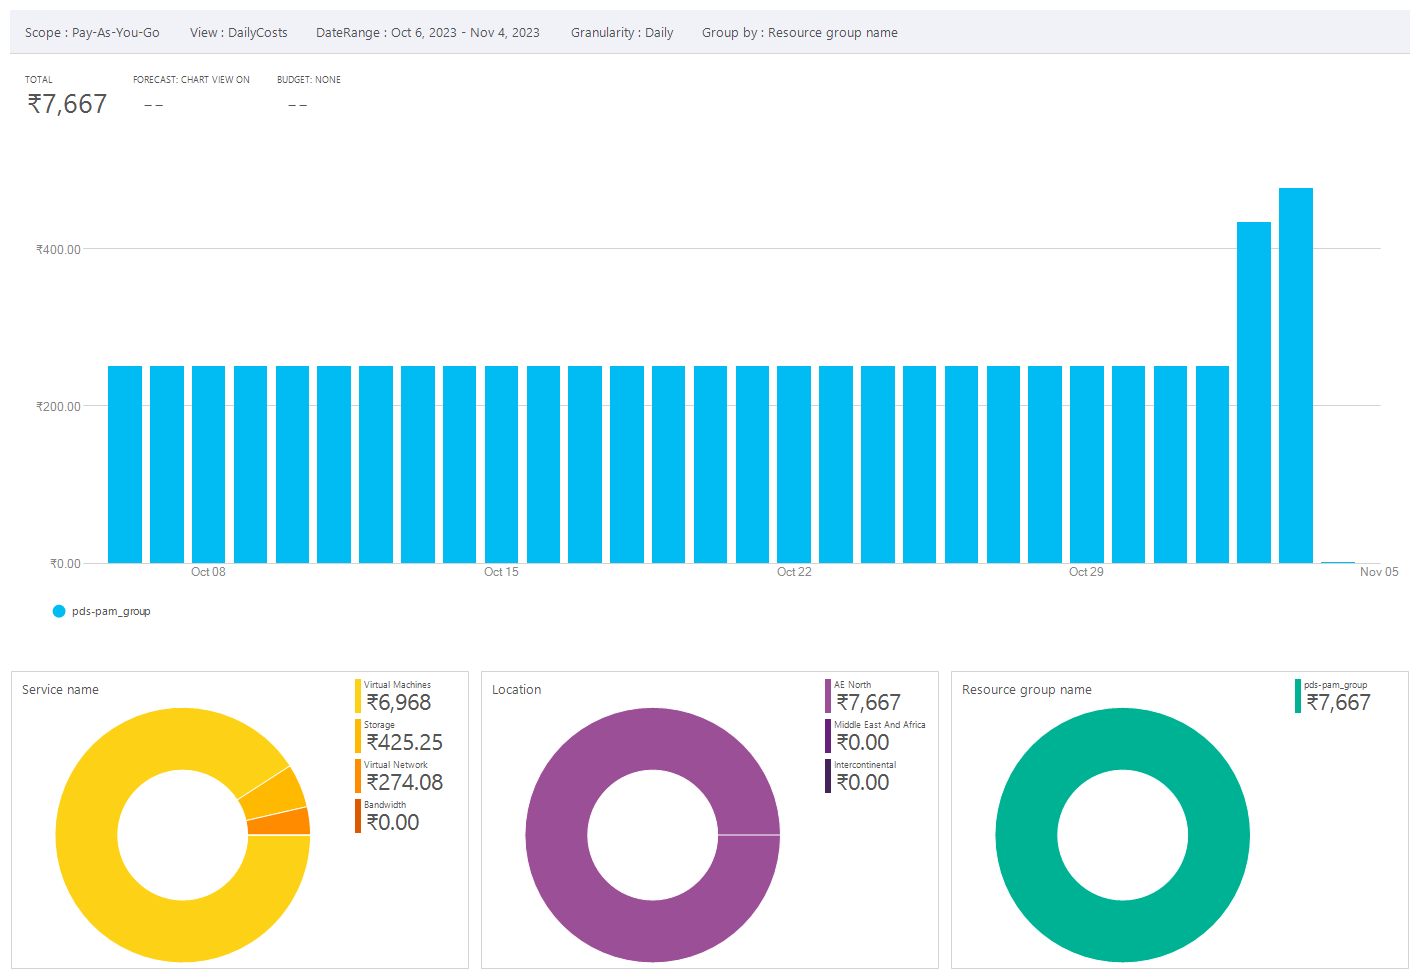 Scope : Pay-As-You-Go View : DailyCosts DateRange : Oct 6, 2023 - Nov 4, 2023 Granularity : Daily Group by : Resource group name
TOTAL FORECAST: CHART VIEW ON BUDGET: NONE
₹7,667 -- --
₹400.00
₹200.00
₹0.00
Oct 08 Oct 15 Oct 22 Oct 29 Nov 05
pds-pam_group
Service name
Virtual Machines
₹6,968
Storage
₹425.25
Virtual Network
₹274.08
Bandwidth
₹0.00
Location
AE North
₹7,667
Middle East And Africa
₹0.00
Intercontinental
₹0.00
Resource group name
pds-pam_group
₹7,667